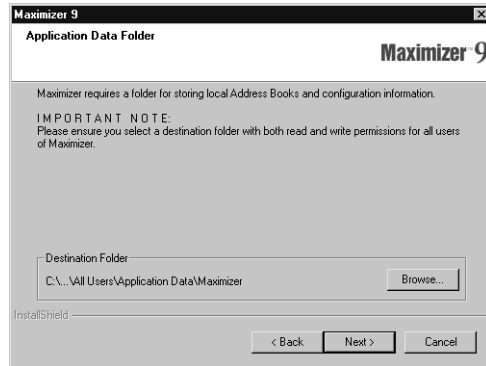 Maximizer 9
Application Data Folder
Maximizer™ 9
Maximizer requires a folder for storing local Address Books and configuration information.
IMPORTANT NOTE:
Please ensure you select a destination folder with both read and write permissions for all users
of Maximizer.
Destination Folder
C:\...\All Users\Application Data\Maximizer
Browse...
InstallShield
< Back
Next >
Cancel